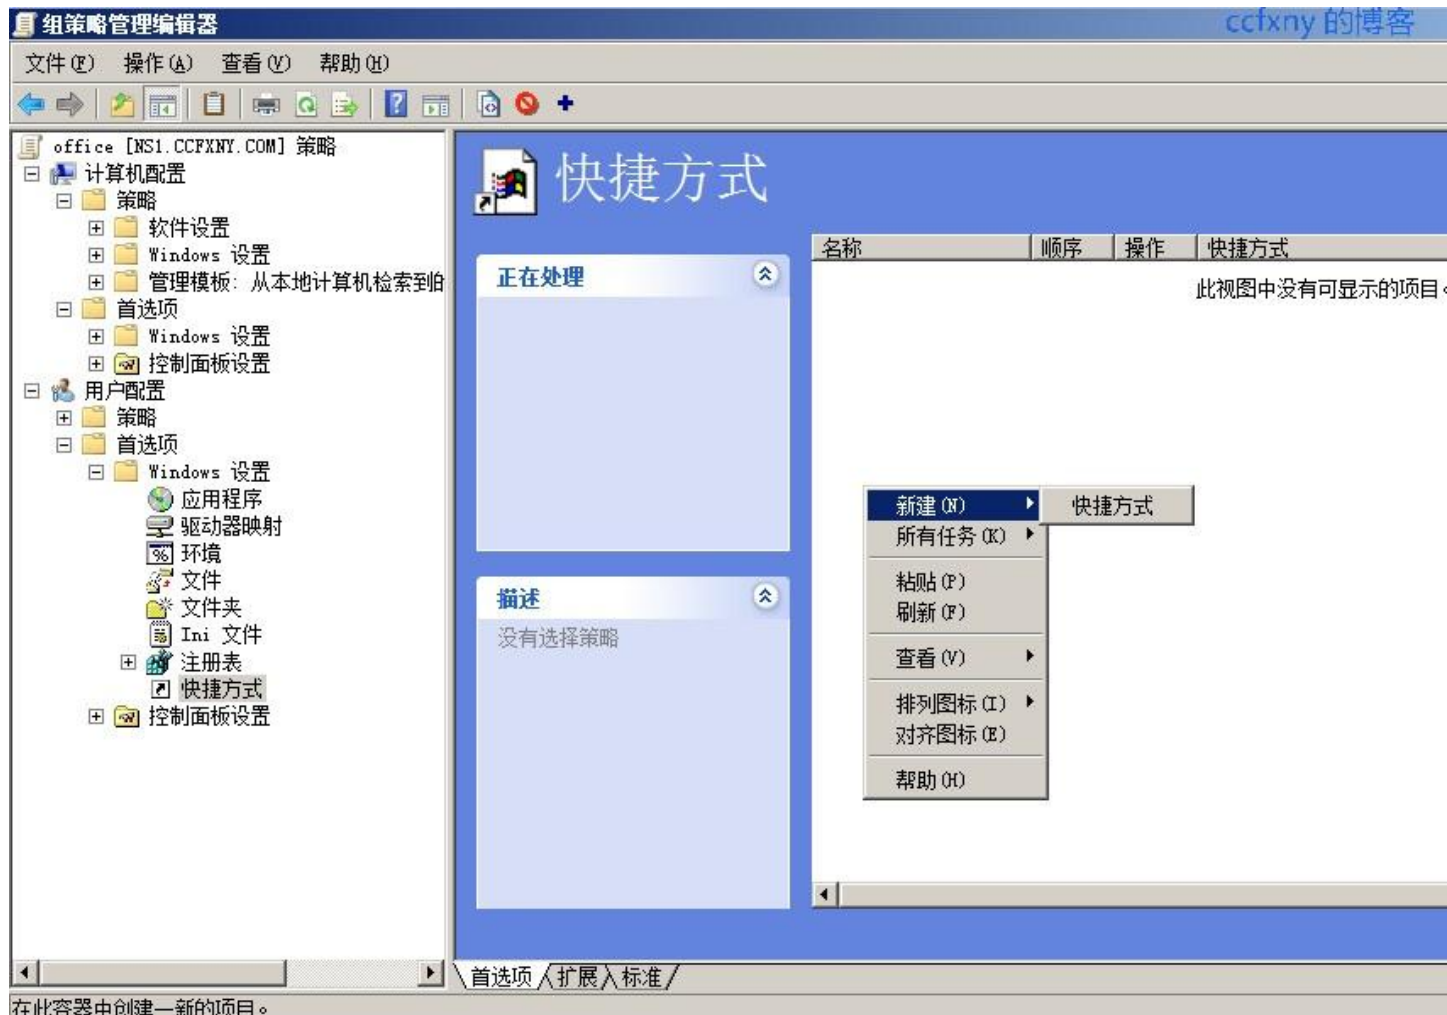 组策略管理编辑器
ccfxny 的博客
文件(F) 操作(A) 查看(V) 帮助(H)
office [NS1.CCFXNY.COM] 策略
计算机配置
策略
软件设置
Windows 设置
管理模板: 从本地计算机检索到的
首选项
Windows 设置
控制面板设置
用户配置
策略
首选项
Windows 设置
应用程序
驱动器映射
环境
文件
文件夹
Ini 文件
注册表
快捷方式
控制面板设置
快捷方式
正在处理
描述
没有选择策略
名称 顺序 操作 快捷方式
此视图中没有可显示的项目。
新建(N) 快捷方式
所有任务(K)
粘贴(P)
刷新(F)
查看(V)
排列图标(I)
对齐图标(E)
帮助(H)
首选项 扩展 标准
在此容器中创建一新的项目。